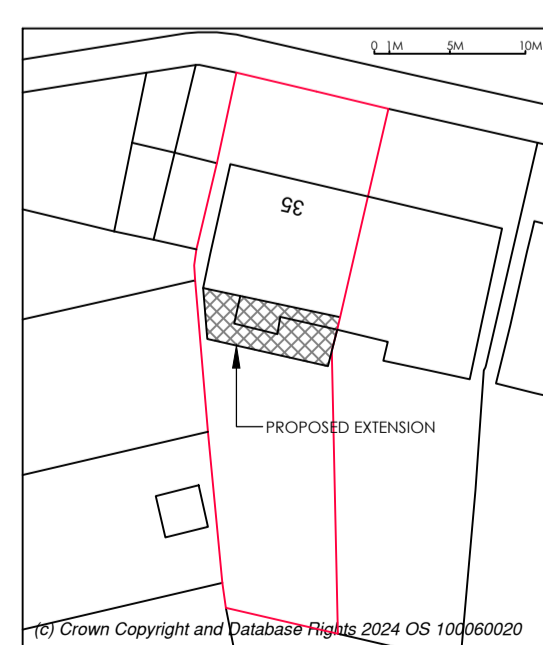 0 1M 5M 10M
35
PROPOSED EXTENSION
(c) Crown Copyright and Database Rights 2024 OS 100060020